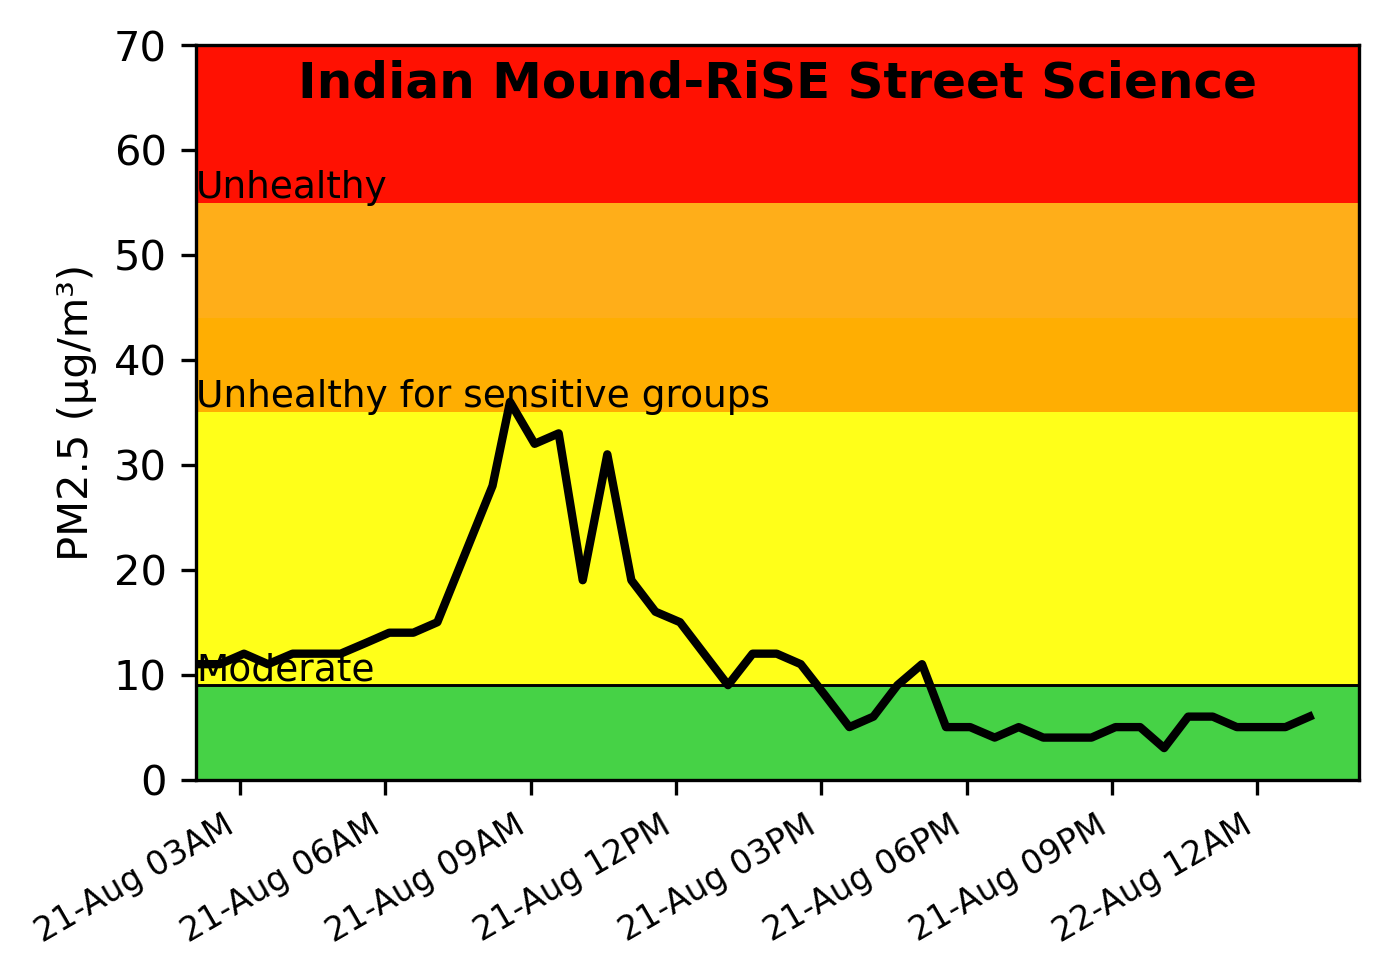 Indian Mound-RiSE Street Science
70
60
50
40
30
20
10
0
PM2.5 (µg/m³)
Unhealthy
Unhealthy for sensitive groups
Moderate
21-Aug 03AM
21-Aug 06AM
21-Aug 09AM
21-Aug 12PM
21-Aug 03PM
21-Aug 06PM
21-Aug 09PM
22-Aug 12AM